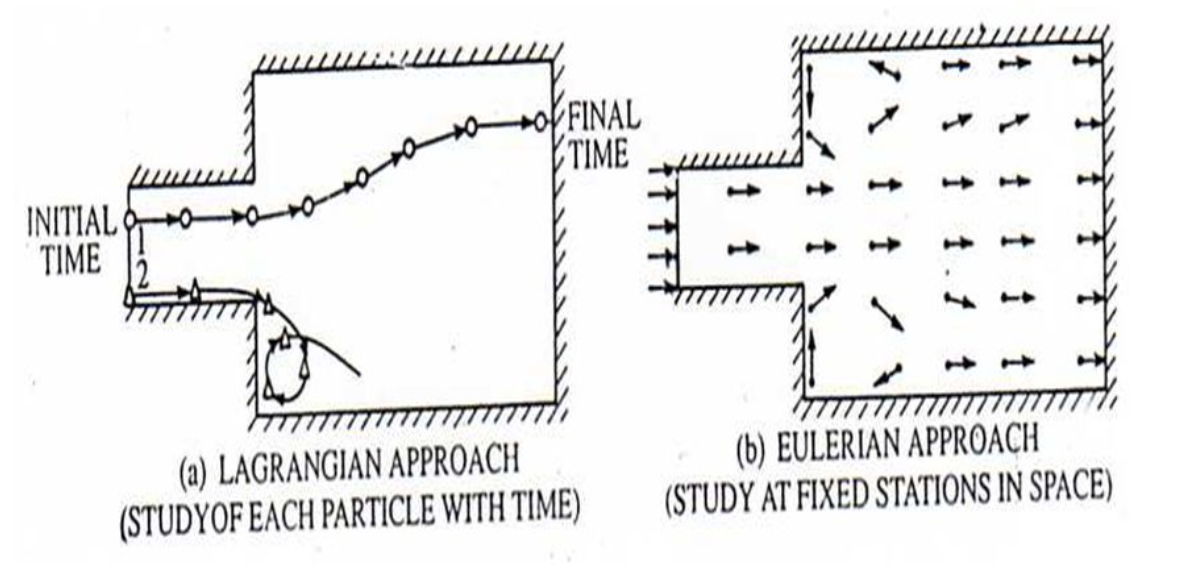 INITIAL
TIME
1
2
FINAL
TIME
(a) LAGRANGIAN APPROACH
(STUDYOF EACH PARTICLE WITH TIME)
(b) EULERIAN APPROACH
(STUDY AT FIXED STATIONS IN SPACE)